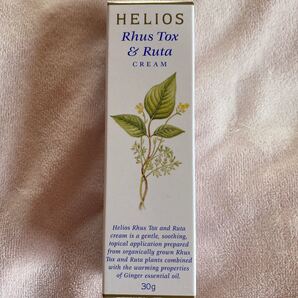 HELIOS
Rhus Tox
& Ruta
CREAM
Helios Rhus Tox and Ruta
cream is a gentle, soothing,
topical application prepared
from organically grown Rhus
Tox and Ruta plants combined
with the warming properties
of Ginger essential oil.
30g